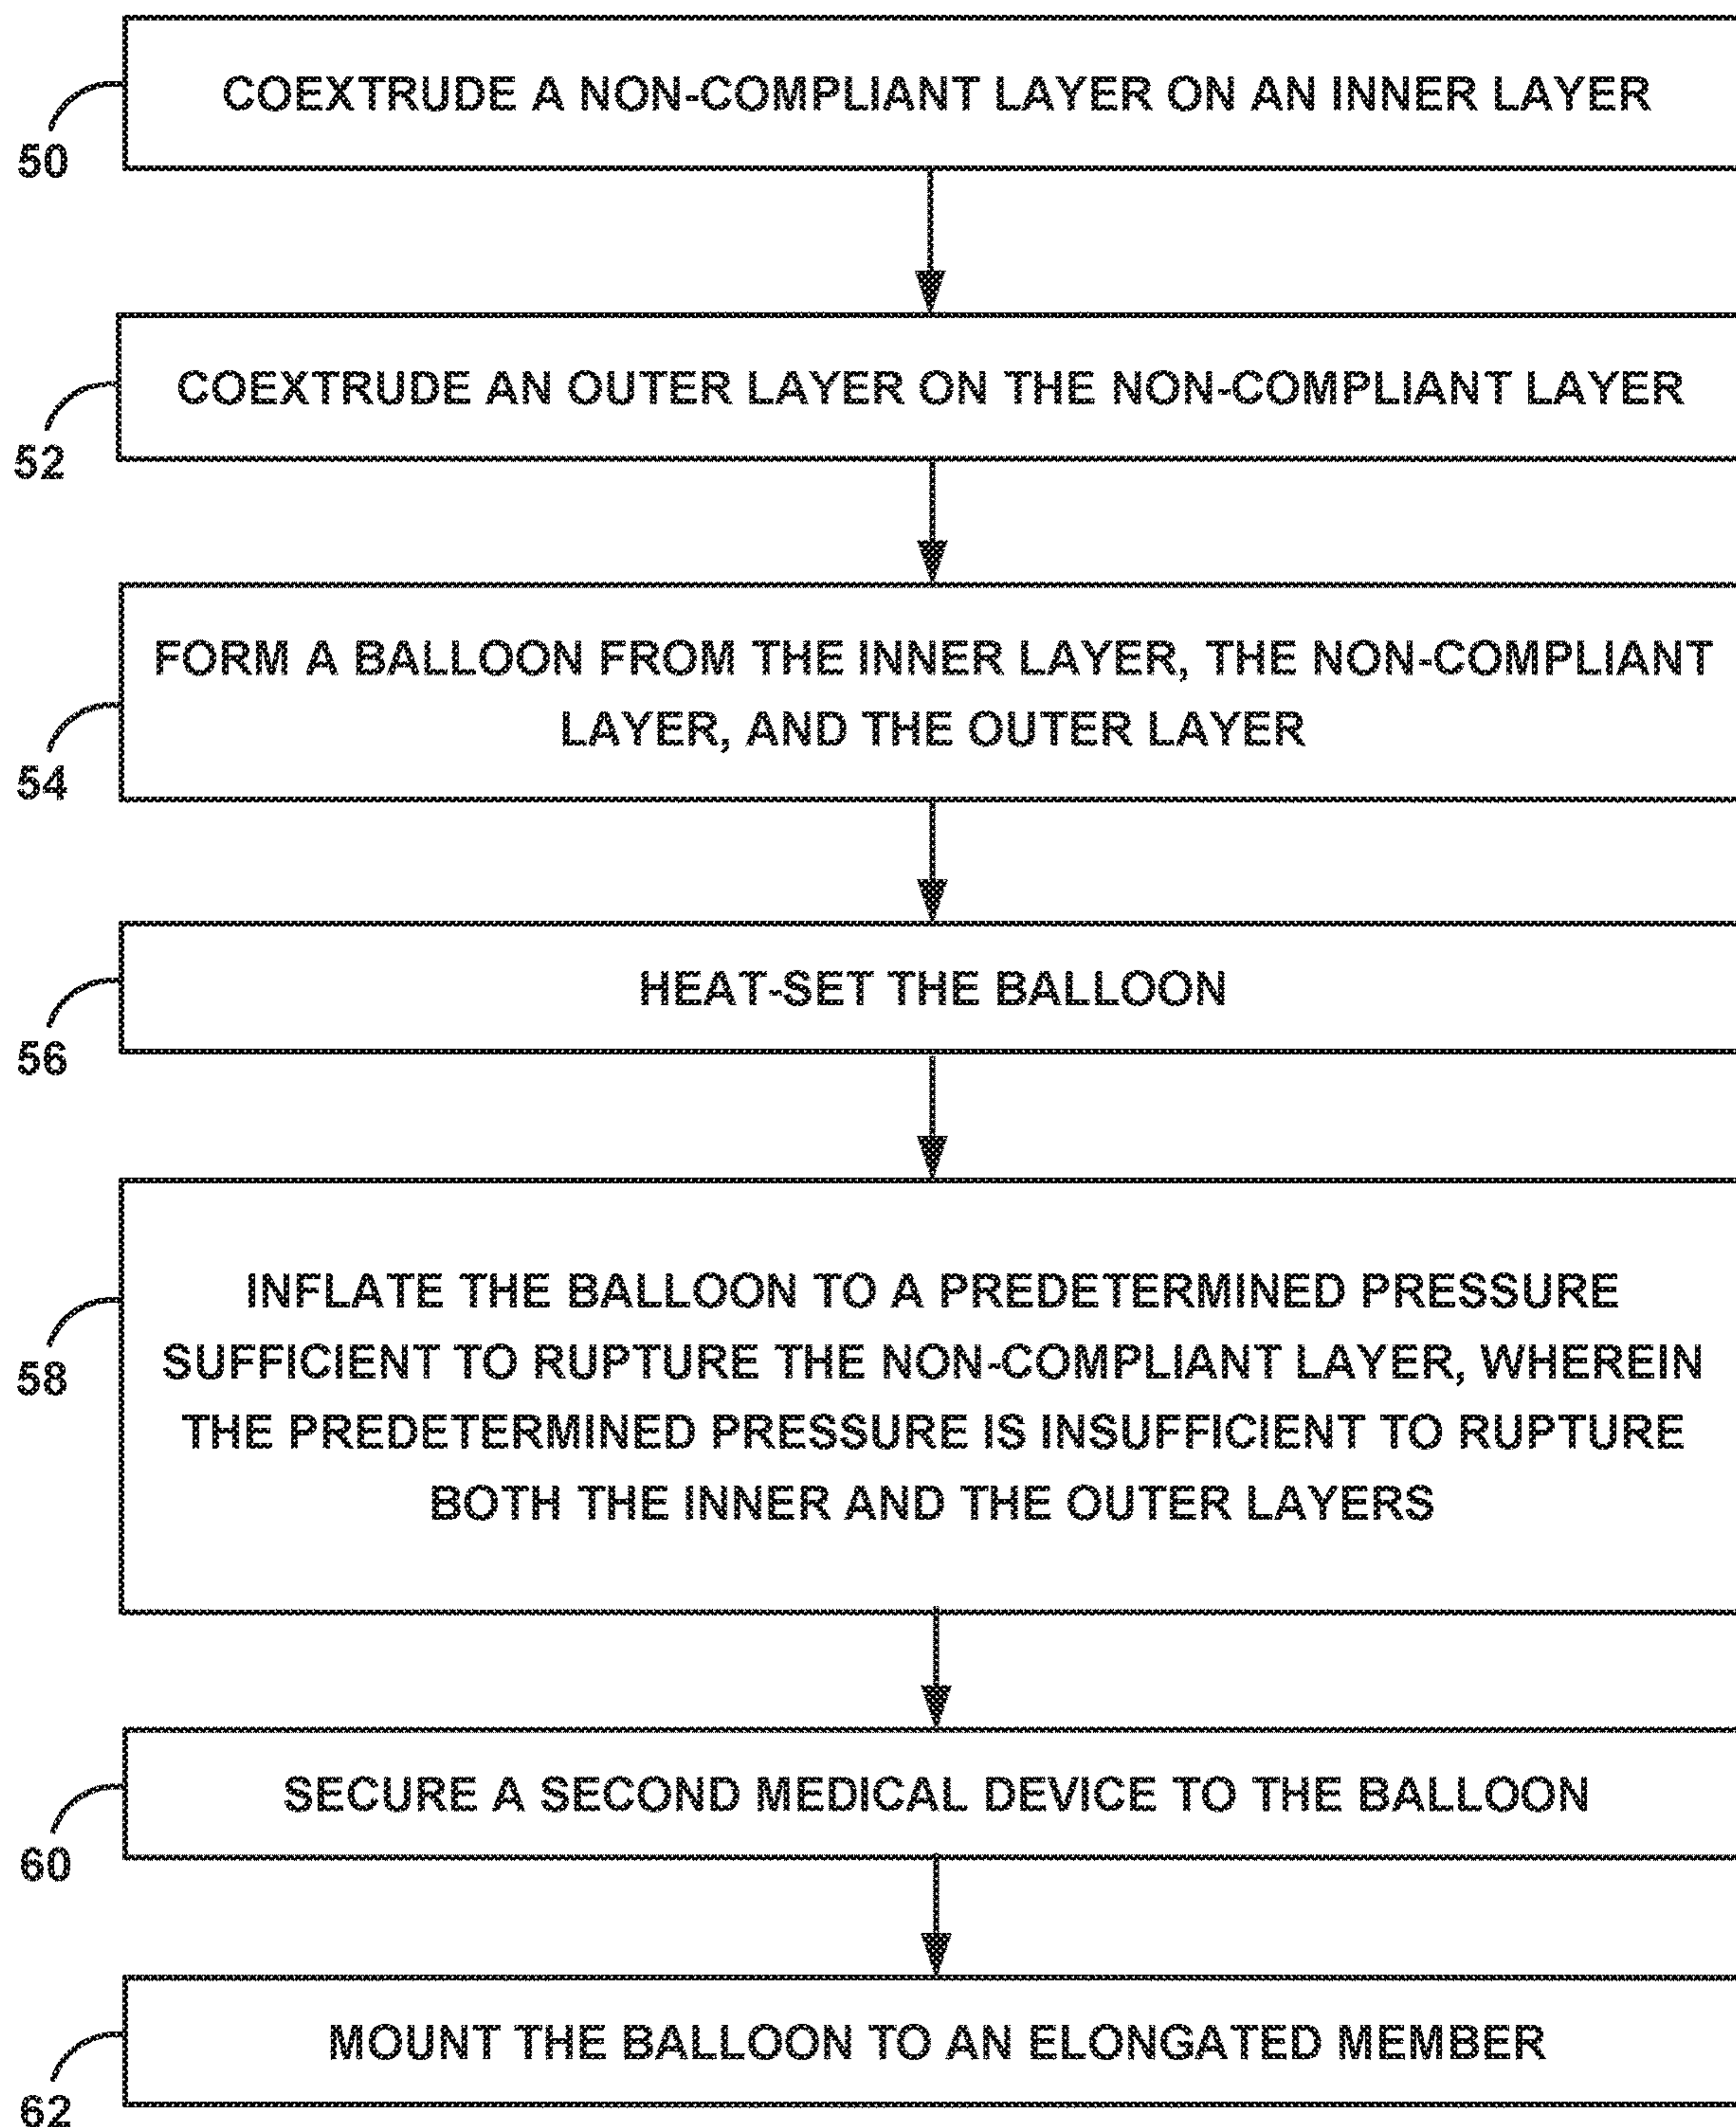 COEXTRUDE A NON-COMPLIANT LAYER ON AN INNER LAYER
50
COEXTRUDE AN OUTER LAYER ON THE NON-COMPLIANT LAYER
52
FORM A BALLOON FROM THE INNER LAYER, THE NON-COMPLIANT
LAYER, AND THE OUTER LAYER
54
HEAT-SET THE BALLOON
56
INFLATE THE BALLOON TO A PREDETERMINED PRESSURE
SUFFICIENT TO RUPTURE THE NON-COMPLIANT LAYER, WHEREIN
THE PREDETERMINED PRESSURE IS INSUFFICIENT TO RUPTURE
BOTH THE INNER AND THE OUTER LAYERS
58
SECURE A SECOND MEDICAL DEVICE TO THE BALLOON
60
MOUNT THE BALLOON TO AN ELONGATED MEMBER
62